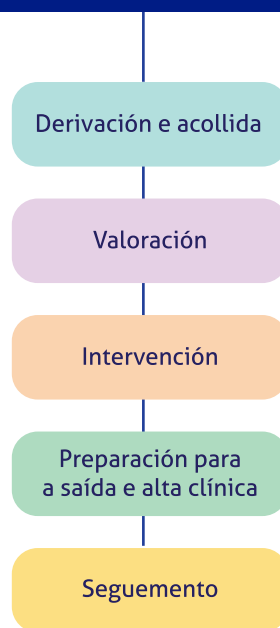 Derivación e acollida
Valoración
Intervención
Preparación para
a saída e alta clínica
Seguemento